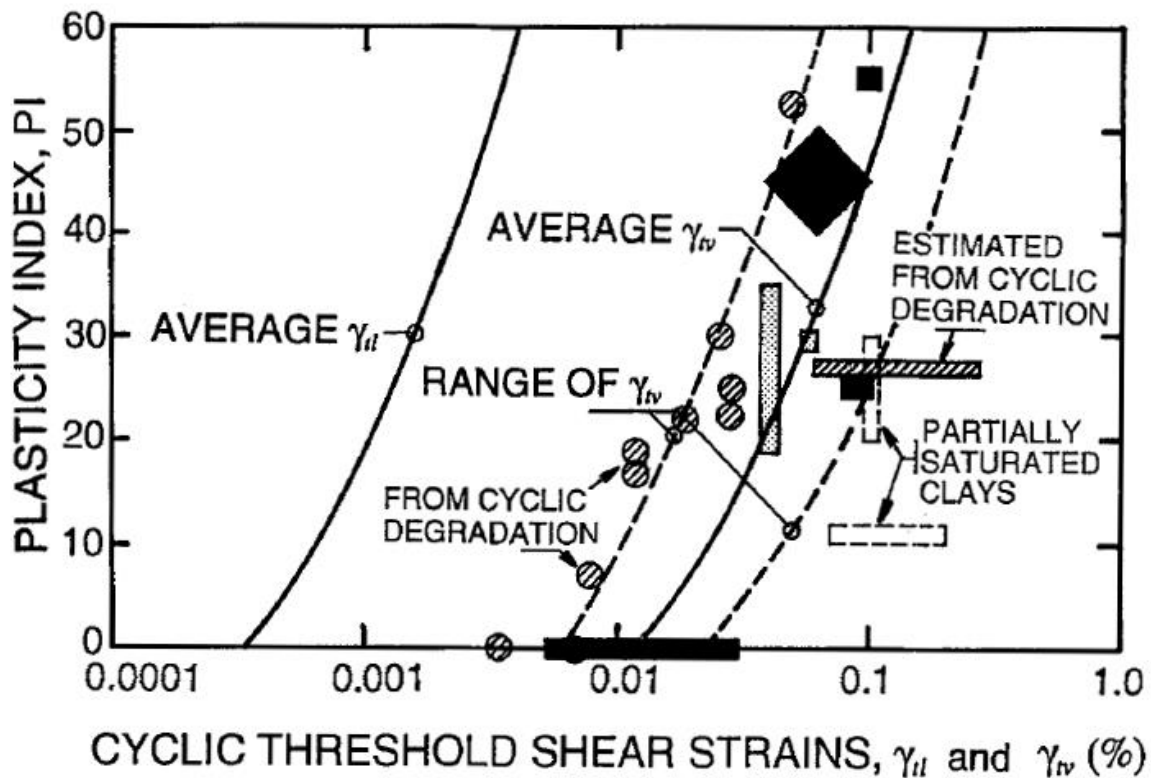 PLASTICITY INDEX, PI
60
50
40
30
20
10
0
AVERAGE γtl
AVERAGE γtv
RANGE OF γtv
FROM CYCLIC
DEGRADATION
ESTIMATED
FROM CYCLIC
DEGRADATION
PARTIALLY
SATURATED
CLAYS
0.0001
0.001
0.01
0.1
1.0
CYCLIC THRESHOLD SHEAR STRAINS, γtl and γtv (%)